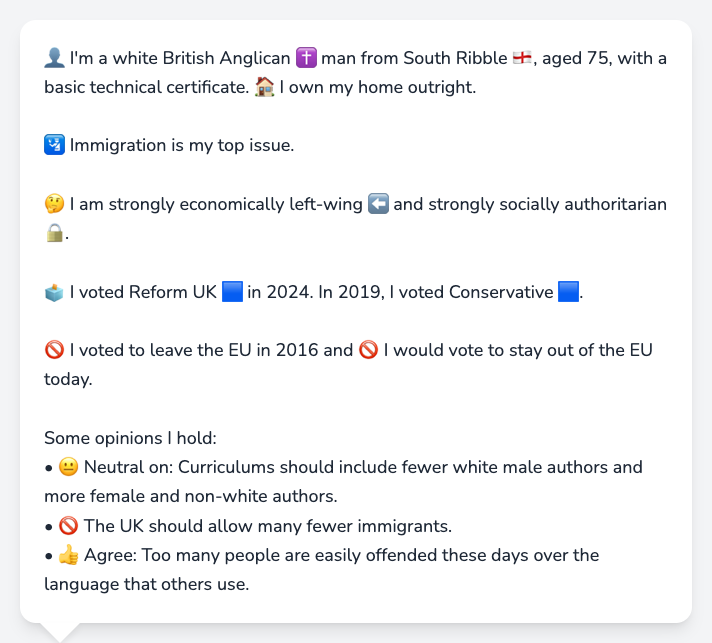 👤 I'm a white British Anglican ✝️ man from South Ribble 🏴󠁧󠁢󠁥󠁮󠁧󠁿, aged 75, with a
basic technical certificate. 🏠 I own my home outright.
🛂 Immigration is my top issue.
🤔 I am strongly economically left-wing ⬅️ and strongly socially authoritarian
🔒.
🗳️ I voted Reform UK 🟦 in 2024. In 2019, I voted Conservative 🟦.
🚫 I voted to leave the EU in 2016 and 🚫 I would vote to stay out of the EU
today.
Some opinions I hold:
• 😐 Neutral on: Curriculums should include fewer white male authors and
more female and non-white authors.
• 🚫 The UK should allow many fewer immigrants.
• 👍 Agree: Too many people are easily offended these days over the
language that others use.